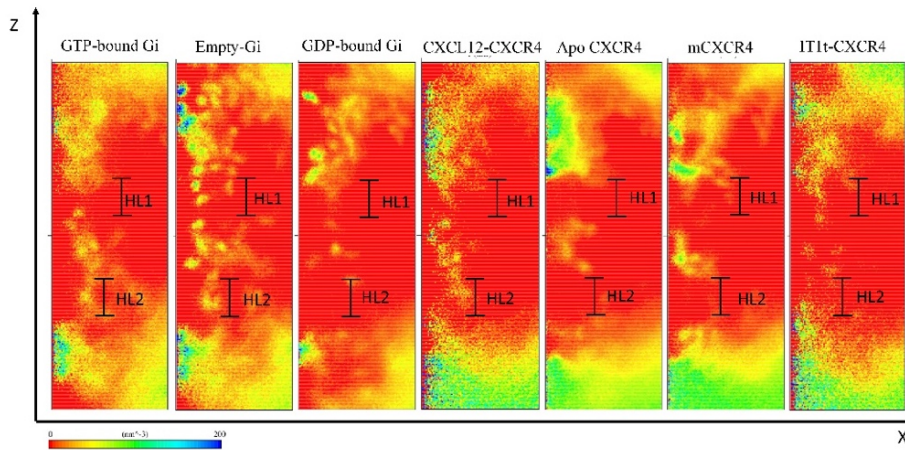 Z
GTP-bound Gi Empty-Gi GDP-bound Gi CXCL12-CXCR4 Apo CXCR4 mCXCR4 IT1t-CXCR4
HL1 HL1 HL1 HL1 HL1 HL1 HL1
HL2 HL2 HL2 HL2 HL2 HL2 HL2
0 (nm^-3) 200
X